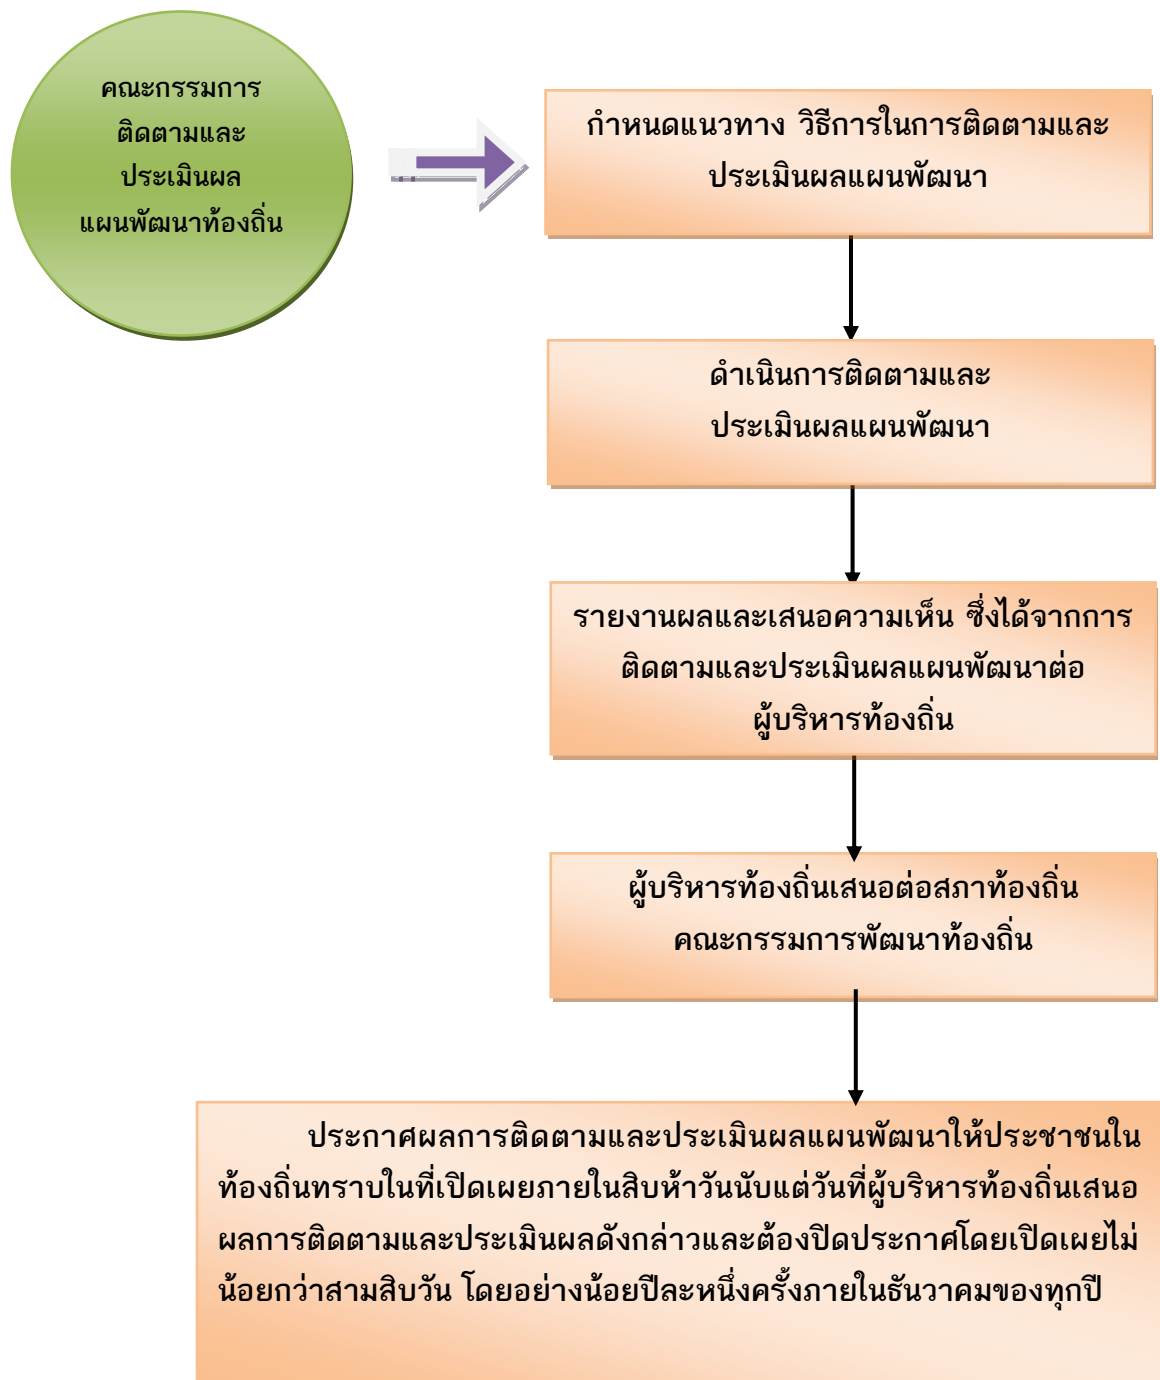 คณะกรรมการ
ติดตามและ
ประเมินผล
แผนพัฒนาท้องถิ่น
กำหนดแนวทาง วิธีการในการติดตามและ
ประเมินผลแผนพัฒนา
ดำเนินการติดตามและ
ประเมินผลแผนพัฒนา
รายงานผลและเสนอความเห็น ซึ่งได้จากการ
ติดตามและประเมินผลแผนพัฒนาต่อ
ผู้บริหารท้องถิ่น
ผู้บริหารท้องถิ่นเสนอต่อสภาท้องถิ่น
คณะกรรมการพัฒนาท้องถิ่น
ประกาศผลการติดตามและประเมินผลแผนพัฒนาให้ประชาชนใน
ท้องถิ่นทราบในที่เปิดเผยภายในสิบห้าวันนับแต่วันที่ผู้บริหารท้องถิ่นเสนอ
ผลการติดตามและประเมินผลดังกล่าวและต้องปิดประกาศโดยเปิดเผยไม่
น้อยกว่าสามสิบวัน โดยอย่างน้อยปีละหนึ่งครั้งภายในธันวาคมของทุกปี